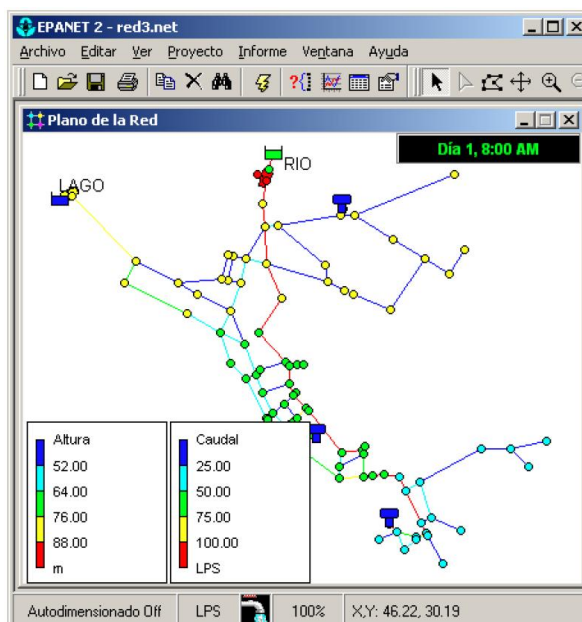 EPANET 2 - red3.net
Archivo Editar Ver Proyecto Informe Ventana Ayuda
Plano de la Red
Día 1, 8:00 AM
RIO
LAGO
Altura
52.00
64.00
76.00
88.00
m
Caudal
25.00
50.00
75.00
100.00
LPS
Autodimensionado Off LPS 100% X,Y: 46.22, 30.19